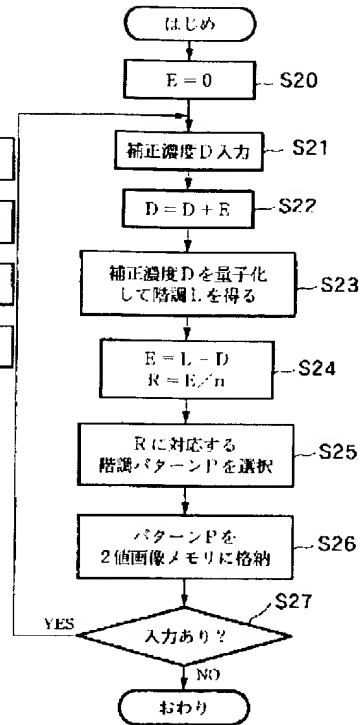 はじめ
E = 0
S20
補正濃度D入力
S21
D = D + E
S22
補正濃度Dを量子化
して階調Lを得る
S23
E = L - D
R = E/n
S24
Rに対応する
階調パターンPを選択
S25
パターンPを
2値画像メモリに格納
S26
S27
入力あり?
YES
NO
おわり